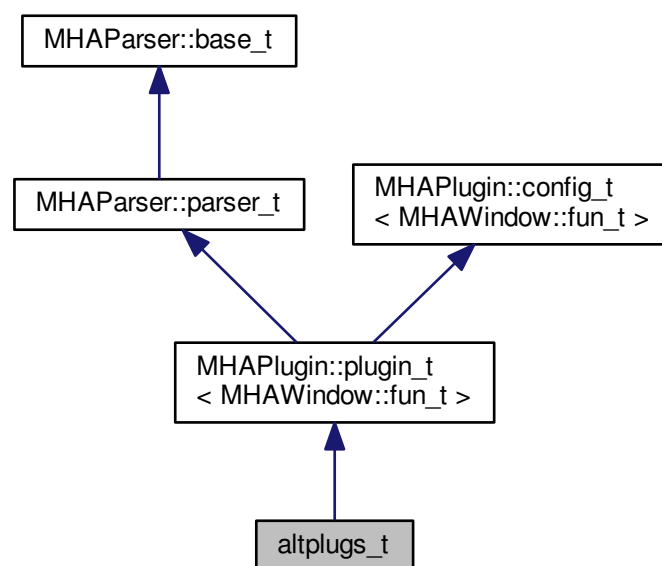 MHAParser::base_t
MHAParser::parser_t
MHAPlugin::config_t
< MHAWindow::fun_t >
MHAPlugin::plugin_t
< MHAWindow::fun_t >
altplugs_t